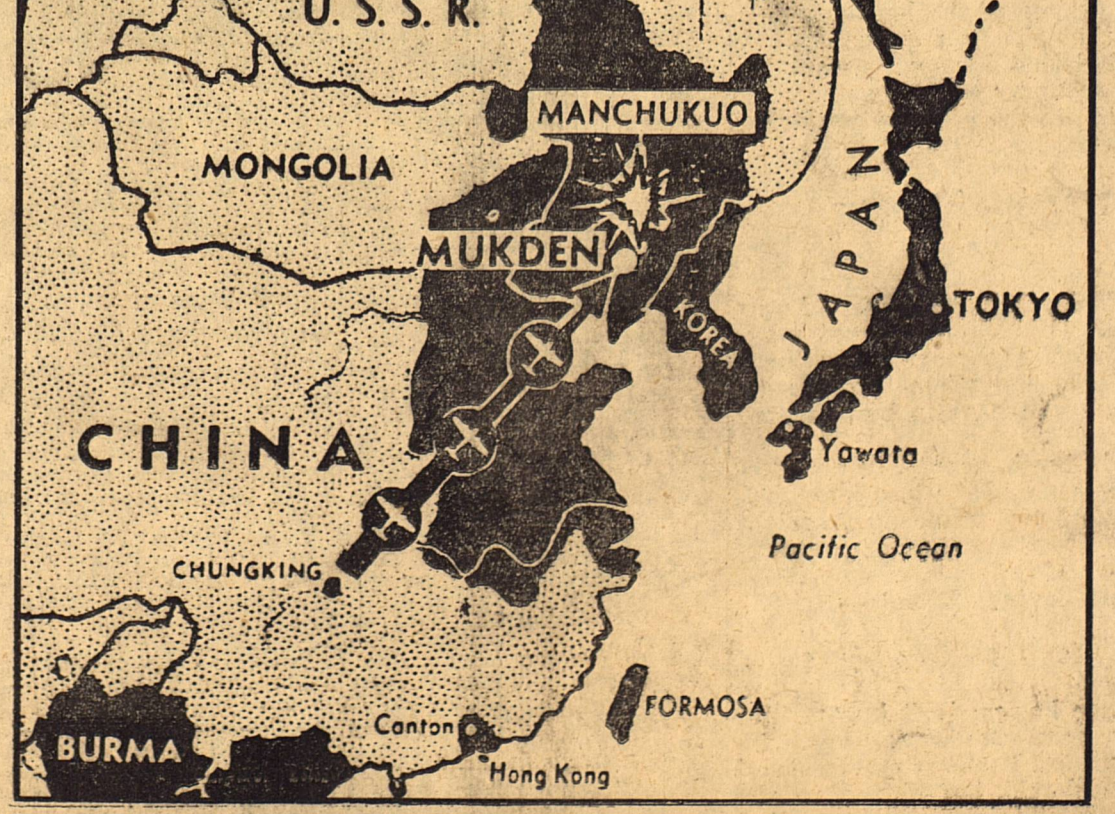 U. S. S. R.
MANCHUKUO
MONGOLIA
JAPAN
MUKDEN
TOKYO
KOREA
CHINA
Yawata
Pacific Ocean
CHUNGKING
FORMOSA
Canton
BURMA
Hong Kong